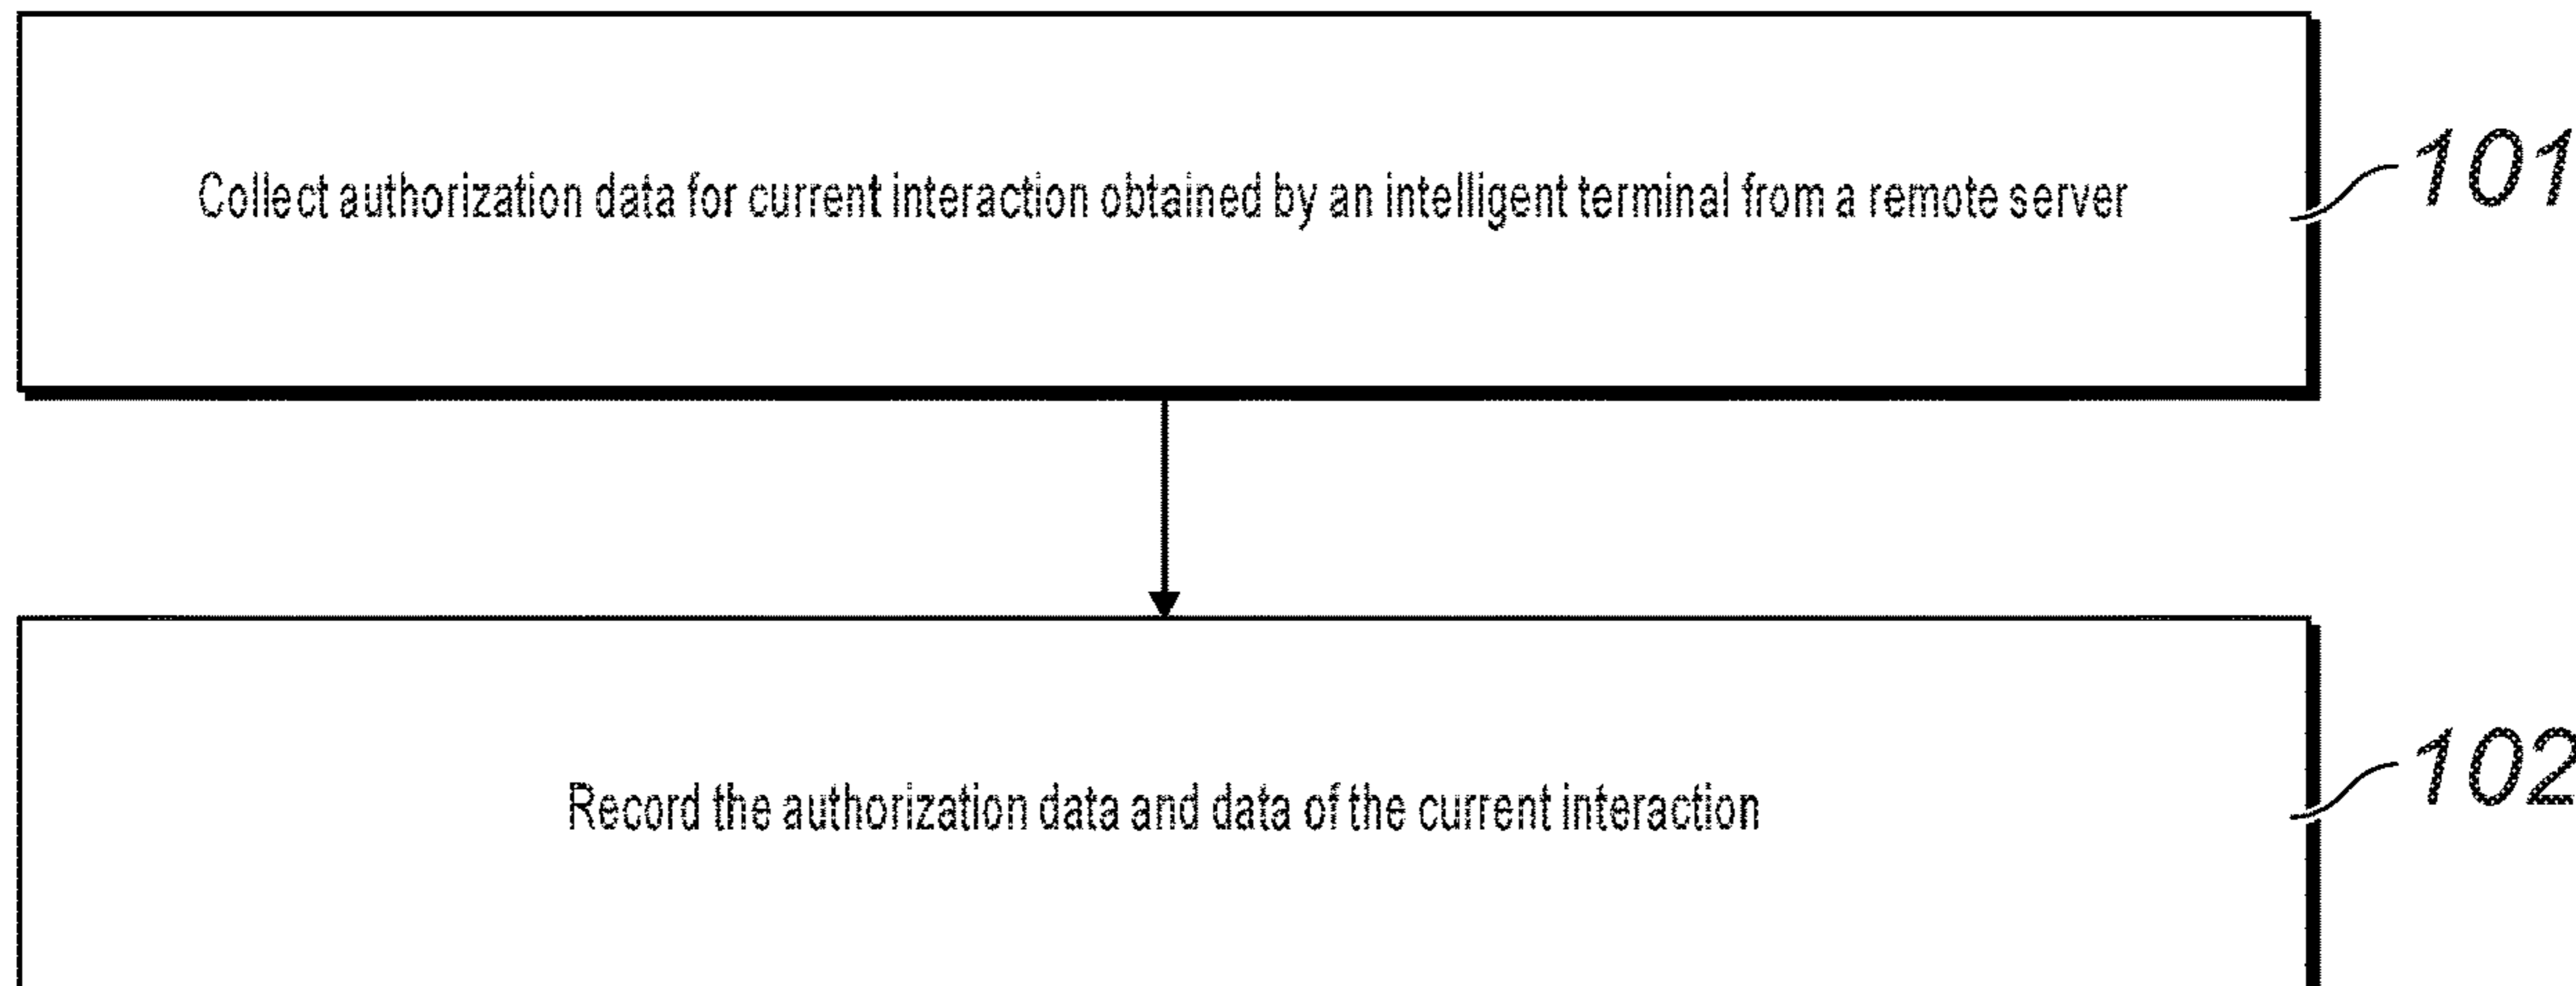 Collect authorization data for current interaction obtained by an intelligent terminal from a remote server
101
Record the authorization data and data of the current interaction
102